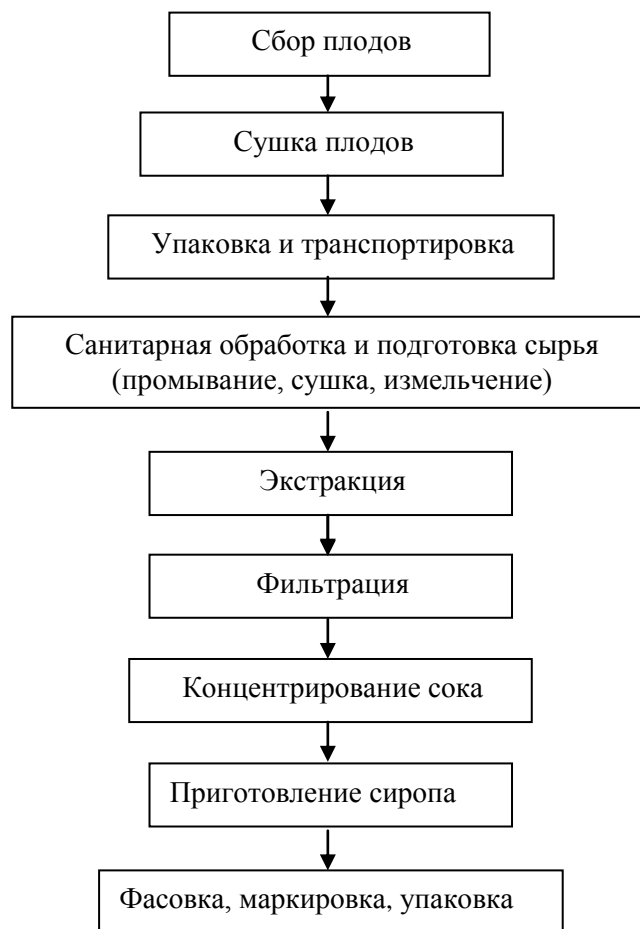 Сбор плодов
Сушка плодов
Упаковка и транспортировка
Санитарная обработка и подготовка сырья
(промывание, сушка, измельчение)
Экстракция
Фильтрация
Концентрирование сока
Приготовление сиропа
Фасовка, маркировка, упаковка